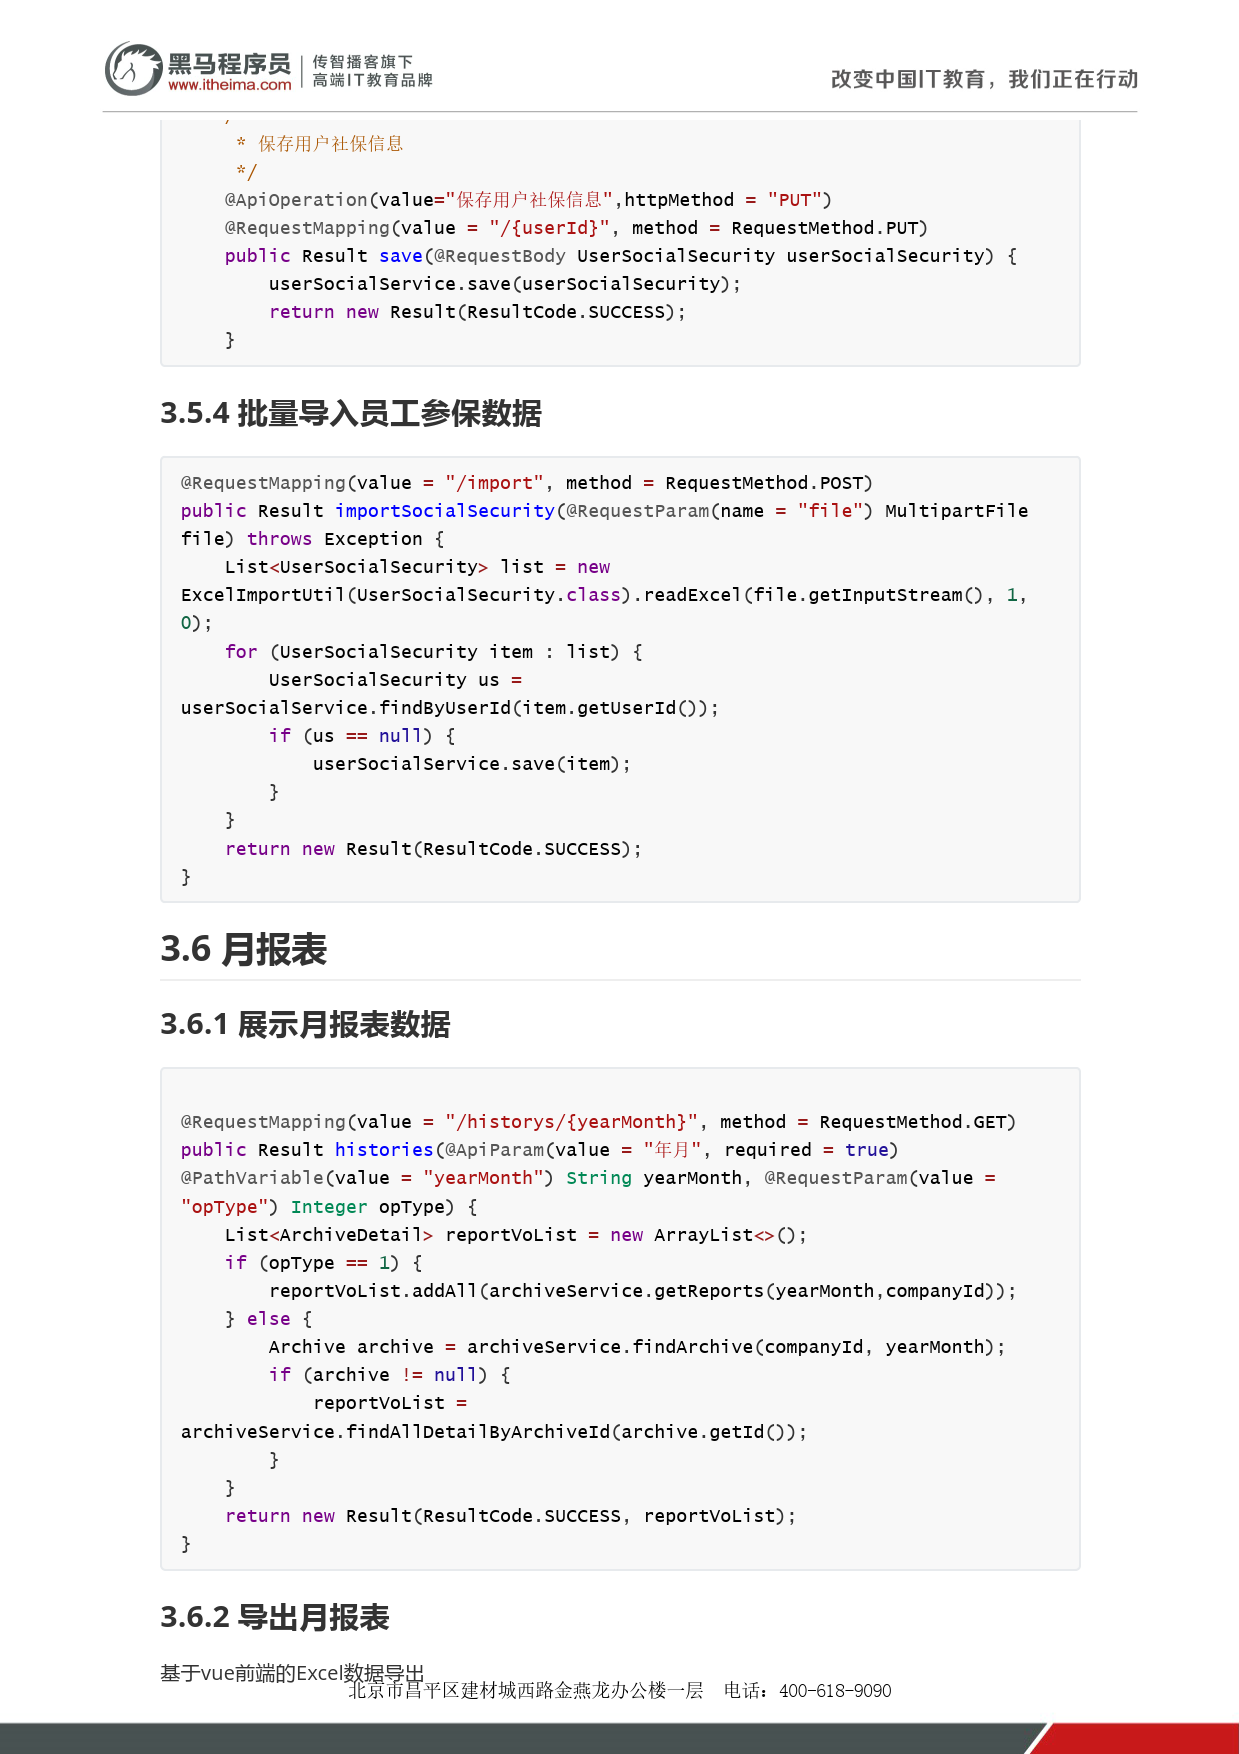 黑马程序员
www.itheima.com
传智播客旗下
高端IT教育品牌
改变中国IT教育，我们正在行动
     * 保存用户社保信息
     */
    @ApiOperation(value="保存用户社保信息",httpMethod = "PUT")
    @RequestMapping(value = "/{userId}", method = RequestMethod.PUT)
    public Result save(@RequestBody UserSocialSecurity userSocialSecurity) {
        userSocialService.save(userSocialSecurity);
        return new Result(ResultCode.SUCCESS);
    }
3.5.4 批量导入员工参保数据
@RequestMapping(value = "/import", method = RequestMethod.POST)
public Result importSocialSecurity(@RequestParam(name = "file") MultipartFile
file) throws Exception {
    List<UserSocialSecurity> list = new
ExcelImportUtil(UserSocialSecurity.class).readExcel(file.getInputStream(), 1,
0);
    for (UserSocialSecurity item : list) {
        UserSocialSecurity us =
userSocialService.findByUserId(item.getUserId());
        if (us == null) {
            userSocialService.save(item);
        }
    }
    return new Result(ResultCode.SUCCESS);
}
3.6 月报表
3.6.1 展示月报表数据
@RequestMapping(value = "/historys/{yearMonth}", method = RequestMethod.GET)
public Result histories(@ApiParam(value = "年月", required = true)
@PathVariable(value = "yearMonth") String yearMonth, @RequestParam(value =
"opType") Integer opType) {
    List<ArchiveDetail> reportVoList = new ArrayList<>();
    if (opType == 1) {
        reportVoList.addAll(archiveService.getReports(yearMonth,companyId));
    } else {
        Archive archive = archiveService.findArchive(companyId, yearMonth);
        if (archive != null) {
            reportVoList =
archiveService.findAllDetailByArchiveId(archive.getId());
        }
    }
    return new Result(ResultCode.SUCCESS, reportVoList);
}
3.6.2 导出月报表
基于vue前端的Excel数据导出
北京市昌平区建材城西路金燕龙办公楼一层 电话：400-618-9090